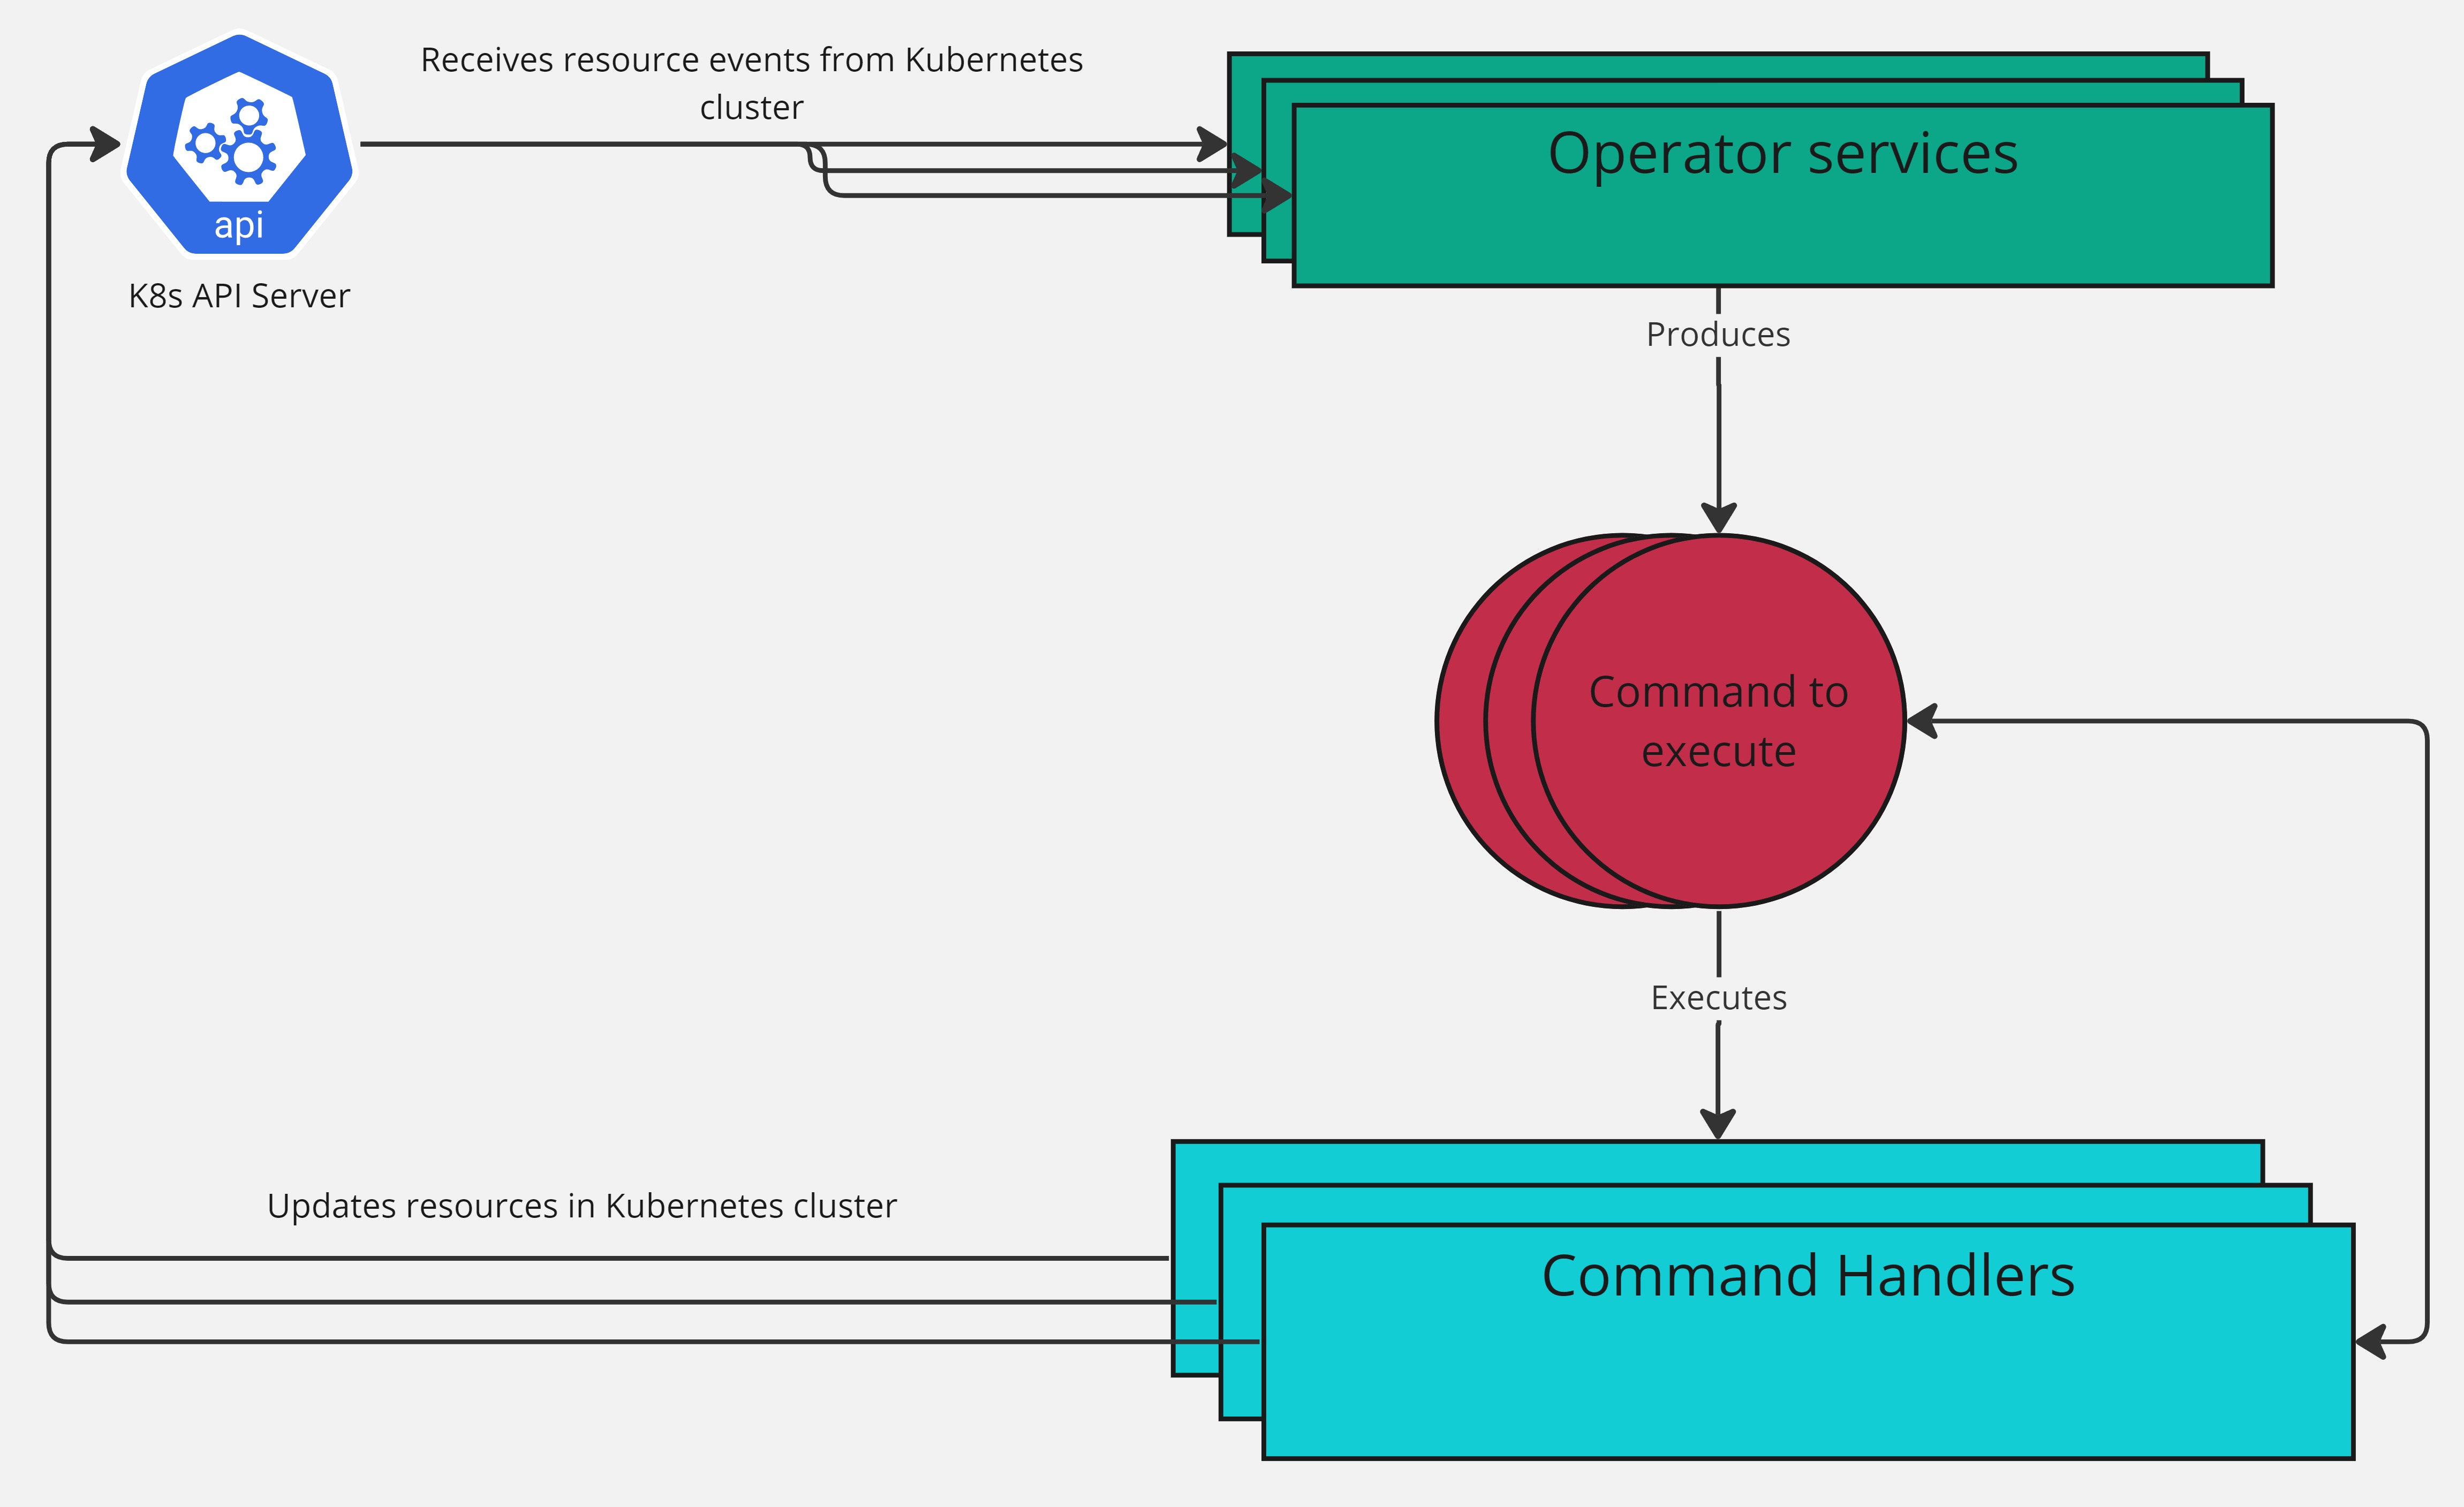 Receives resource events from Kubernetes
cluster
Operator services
api
K8s API Server
Produces
Command to
execute
Executes
Updates resources in Kubernetes cluster
Command Handlers